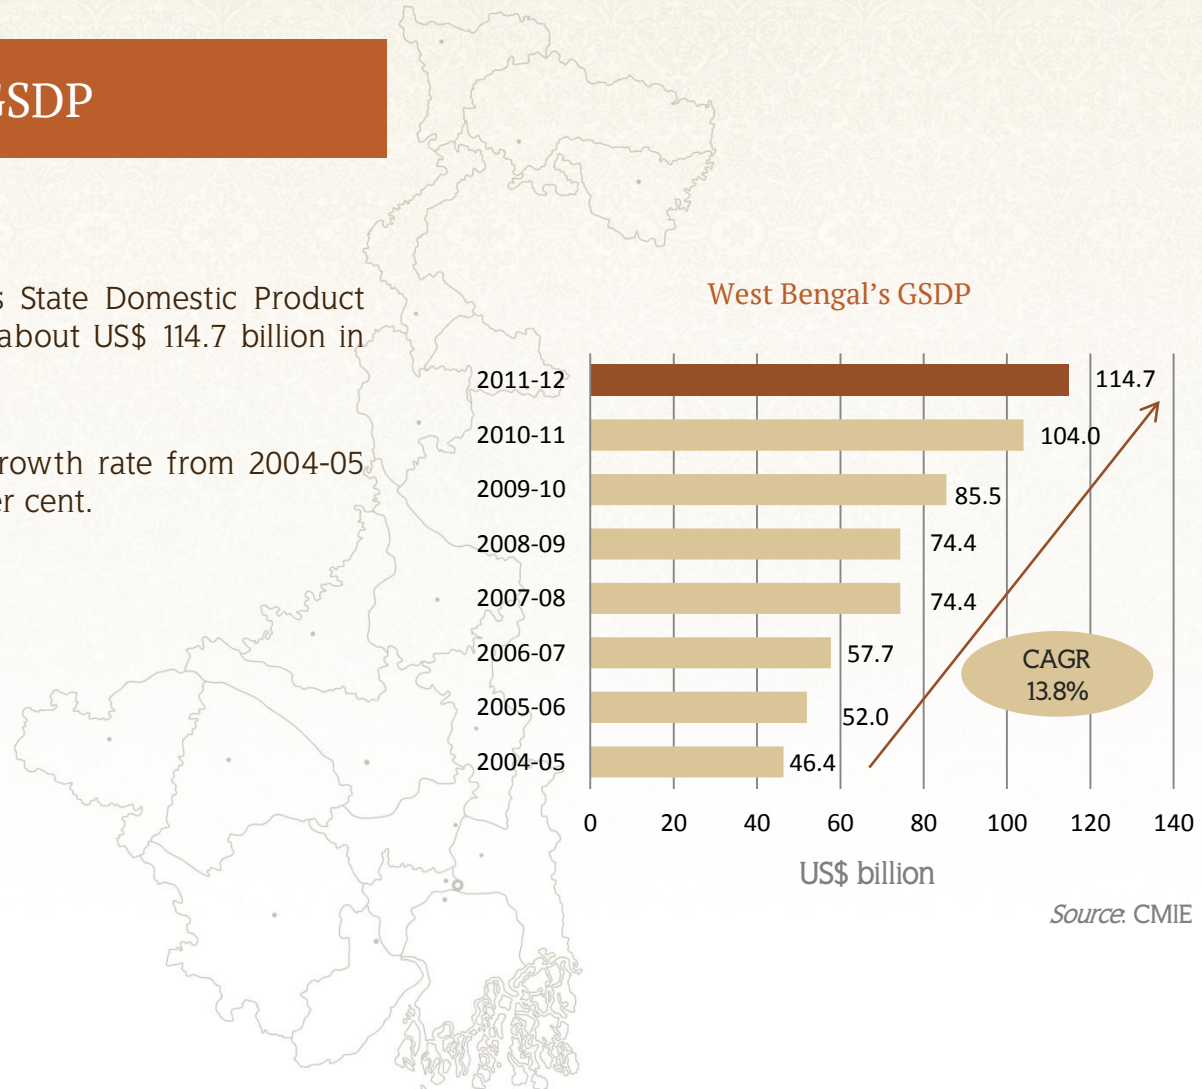 GSDP
s State Domestic Product
about US$ 114.7 billion in
rowth rate from 2004-05
er cent.
West Bengal’s GSDP
2011-12 114.7
2010-11 104.0
2009-10 85.5
2008-09 74.4
2007-08 74.4
2006-07 57.7
2005-06 52.0
2004-05 46.4
CAGR
13.8%
0 20 40 60 80 100 120 140
US$ billion
Source: CMIE